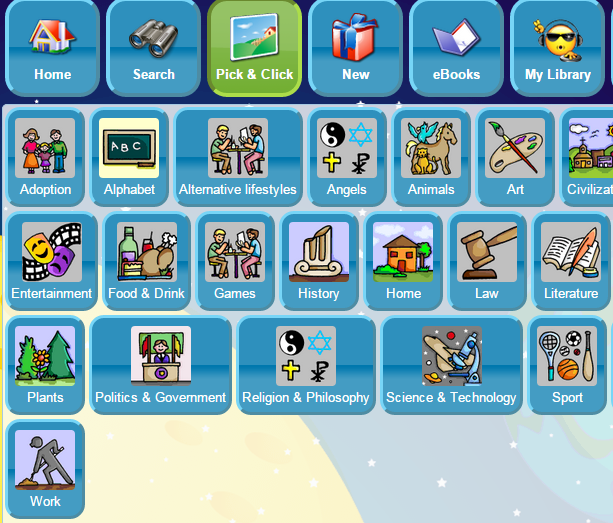 Home
Search
Pick & Click
New
eBooks
My Library
Adoption
ABC
Alphabet
Alternative lifestyles
Angels
Animals
Art
Civilizat
Entertainment
Food & Drink
Games
History
Home
Law
Literature
Plants
Politics & Government
Religion & Philosophy
Science & Technology
Sport
Work